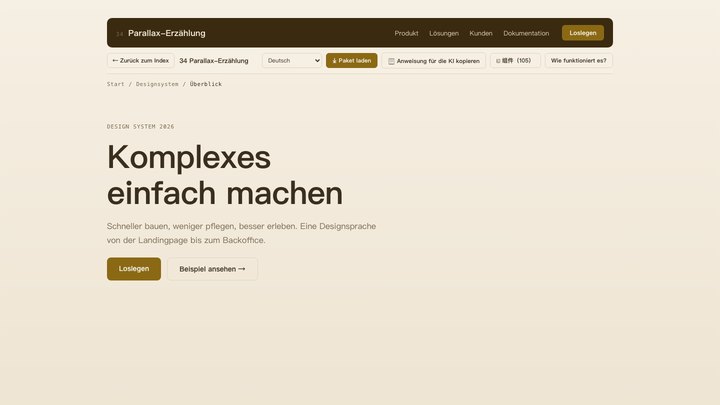 34 Parallax-Erzählung
Produkt Lösungen Kunden Dokumentation Loslegen
← Zurück zum Index 34 Parallax-Erzählung Deutsch ↓ Paket laden 📋 Anweisung für die KI kopieren 组件 (105) Wie funktioniert es?
Start / Designsystem / Überblick
DESIGN SYSTEM 2026
Komplexes
einfach machen
Schneller bauen, weniger pflegen, besser erleben. Eine Designsprache
von der Landingpage bis zum Backoffice.
Loslegen Beispiel ansehen →